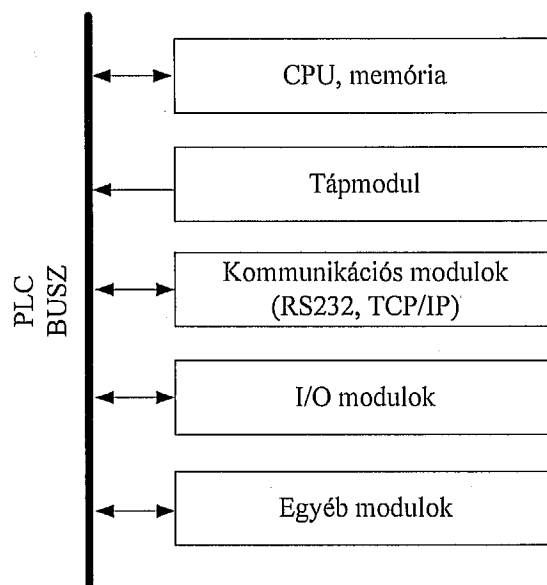 CPU, memória
Tápmodul
Kommunikációs modulok
(RS232, TCP/IP)
I/O modulok
Egyéb modulok
PLC
BUSZ